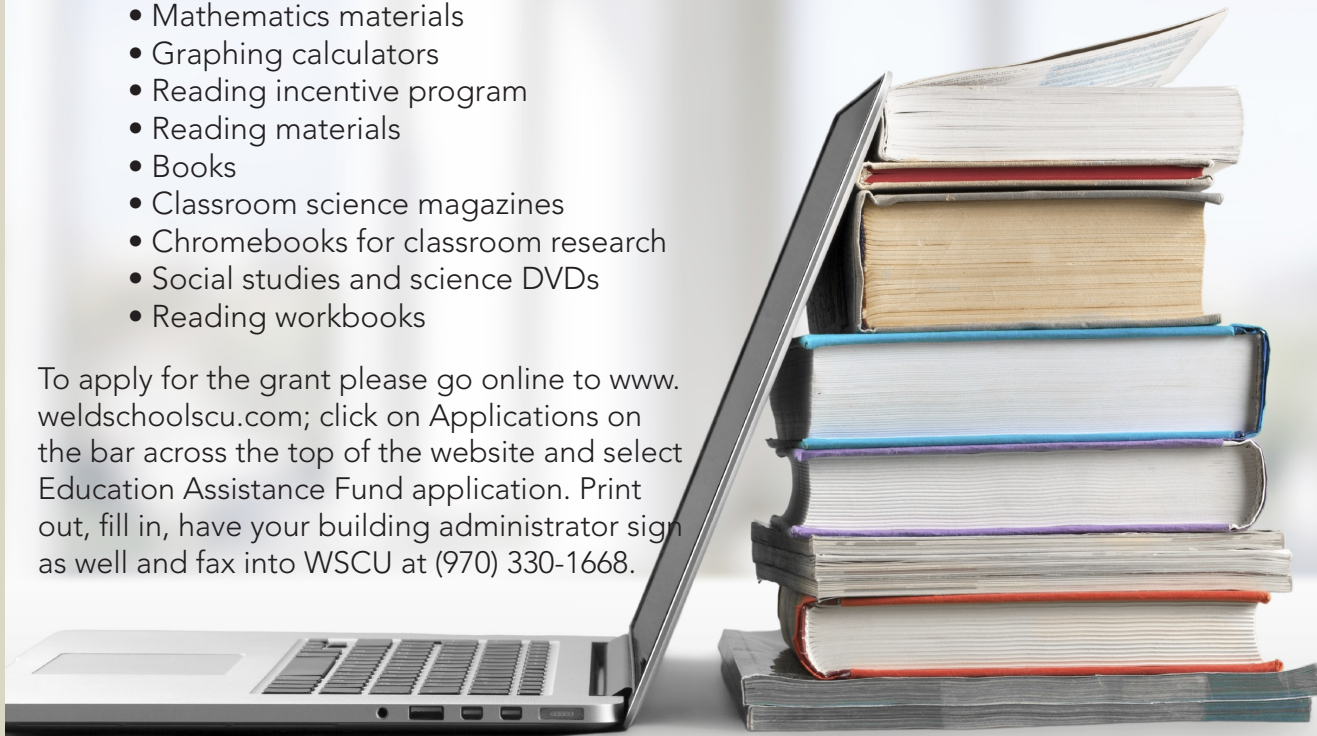 • Mathematics materials
• Graphing calculators
• Reading incentive program
• Reading materials
• Books
• Classroom science magazines
• Chromebooks for classroom research
• Social studies and science DVDs
• Reading workbooks
To apply for the grant please go online to www.
weldschoolscu.com; click on Applications on
the bar across the top of the website and select
Education Assistance Fund application. Print
out, fill in, have your building administrator sign
as well and fax into WSCU at (970) 330-1668.